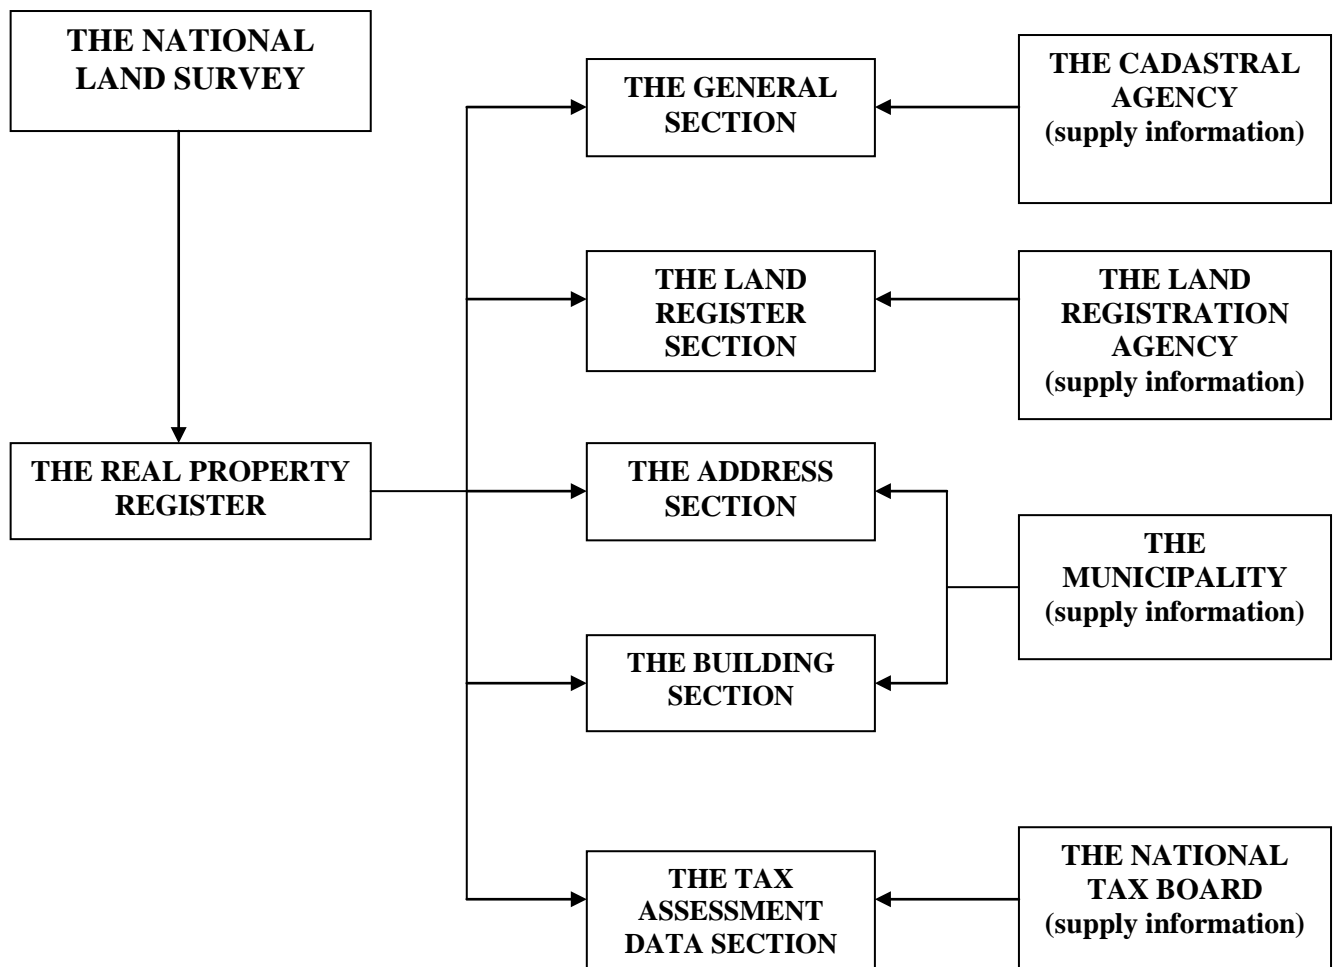 THE NATIONAL
LAND SURVEY
THE GENERAL
SECTION
THE CADASTRAL
AGENCY
(supply information)
THE LAND
REGISTER
SECTION
THE LAND
REGISTRATION
AGENCY
(supply information)
THE REAL PROPERTY
REGISTER
THE ADDRESS
SECTION
THE
MUNICIPALITY
(supply information)
THE BUILDING
SECTION
THE TAX
ASSESSMENT
DATA SECTION
THE NATIONAL
TAX BOARD
(supply information)